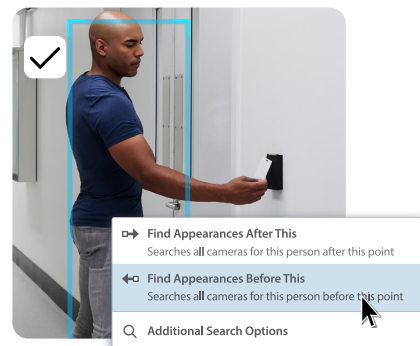 Find Appearances After This
Searches all cameras for this person after this point
Find Appearances Before This
Searches all cameras for this person before this point
Additional Search Options